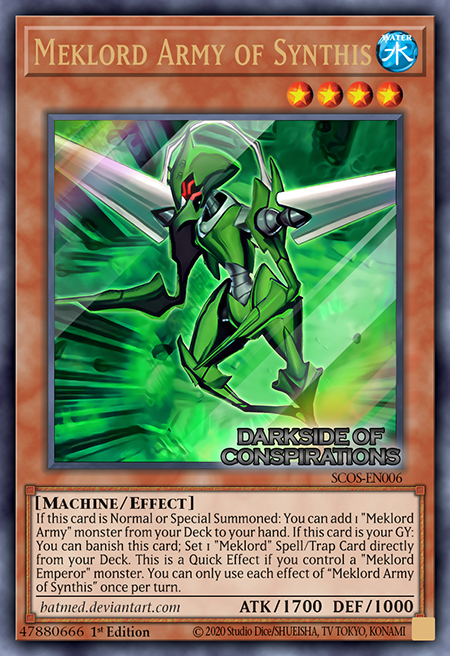 MEKLORD ARMY OF SYNTHIS
WATER
水
DARKSIDE OF
CONSPIRATIONS
SCOS-EN006
[MACHINE/EFFECT]
If this card is Normal or Special Summoned: You can add 1 "Meklord
Army" monster from your Deck to your hand. If this card is your GY:
You can banish this card; Set 1 "Meklord" Spell/Trap Card directly
from your Deck. This is a Quick Effect if you control a "Meklord
Emperor" monster. You can only use each effect of “Meklord Army
of Synthis" once per turn.
batmed.deviantart.com ATK/1700 DEF/1000
47880666 1st Edition ©2020 Studio Dice/SHUEISHA, TV TOKYO, KONAMI